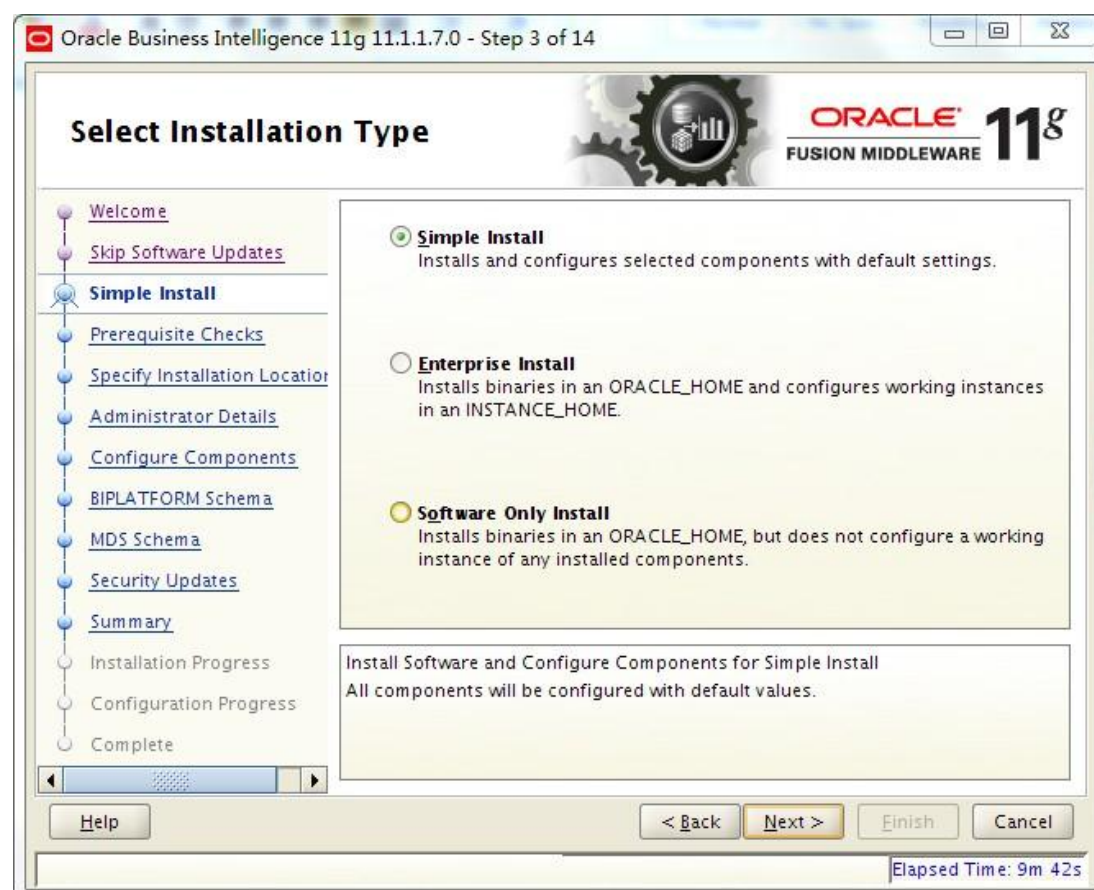 Oracle Business Intelligence 11g 11.1.1.7.0 - Step 3 of 14
Select Installation Type
ORACLE
FUSION MIDDLEWARE
11g
Welcome
Skip Software Updates
Simple Install
Prerequisite Checks
Specify Installation Location
Administrator Details
Configure Components
BIPLATFORM Schema
MDS Schema
Security Updates
Summary
Installation Progress
Configuration Progress
Complete
Simple Install
Installs and configures selected components with default settings.
Enterprise Install
Installs binaries in an ORACLE_HOME and configures working instances
in an INSTANCE_HOME.
Software Only Install
Installs binaries in an ORACLE_HOME, but does not configure a working
instance of any installed components.
Install Software and Configure Components for Simple Install
All components will be configured with default values.
Help
< Back
Next >
Finish
Cancel
Elapsed Time: 9m 42s